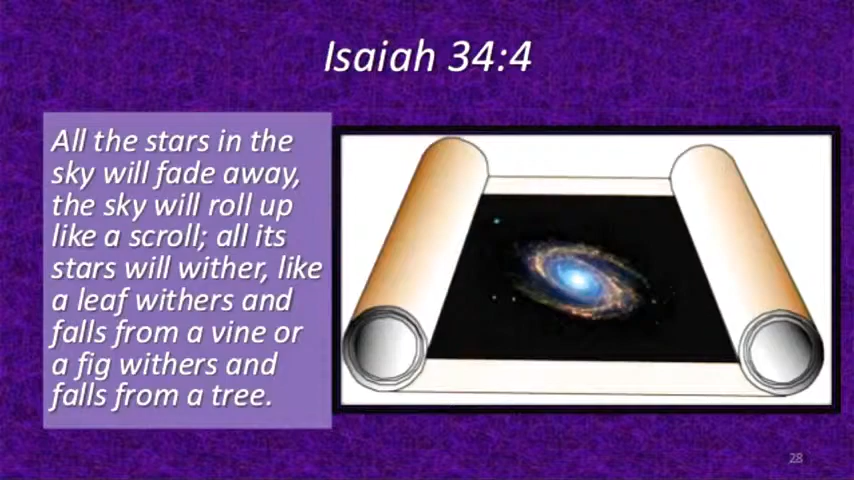 Isaiah 34:4
All the stars in the
sky will fade away,
the sky will roll up
like a scroll; all its
stars will wither, like
a leaf withers and
falls from a vine or
a fig withers and
falls from a tree.
28